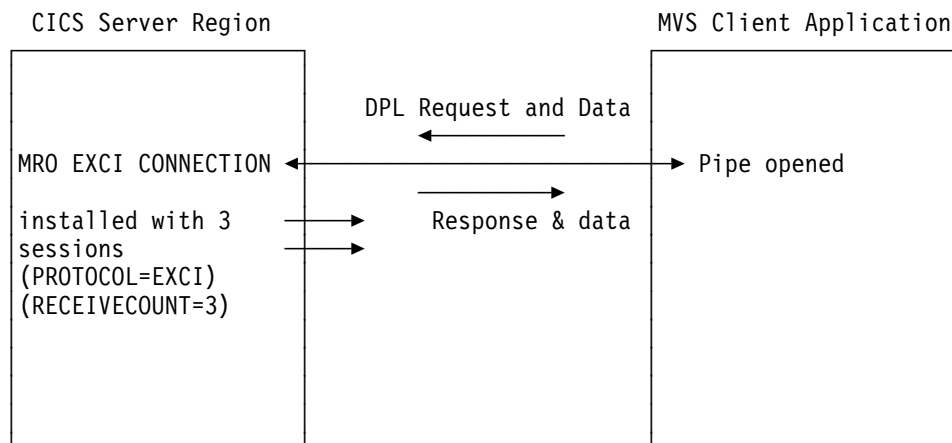 CICS Server Region
MVS Client Application
DPL Request and Data
MRO EXCI CONNECTION
Pipe opened
installed with 3
Response & data
sessions
(PROTOCOL=EXCI)
(RECEIVECOUNT=3)